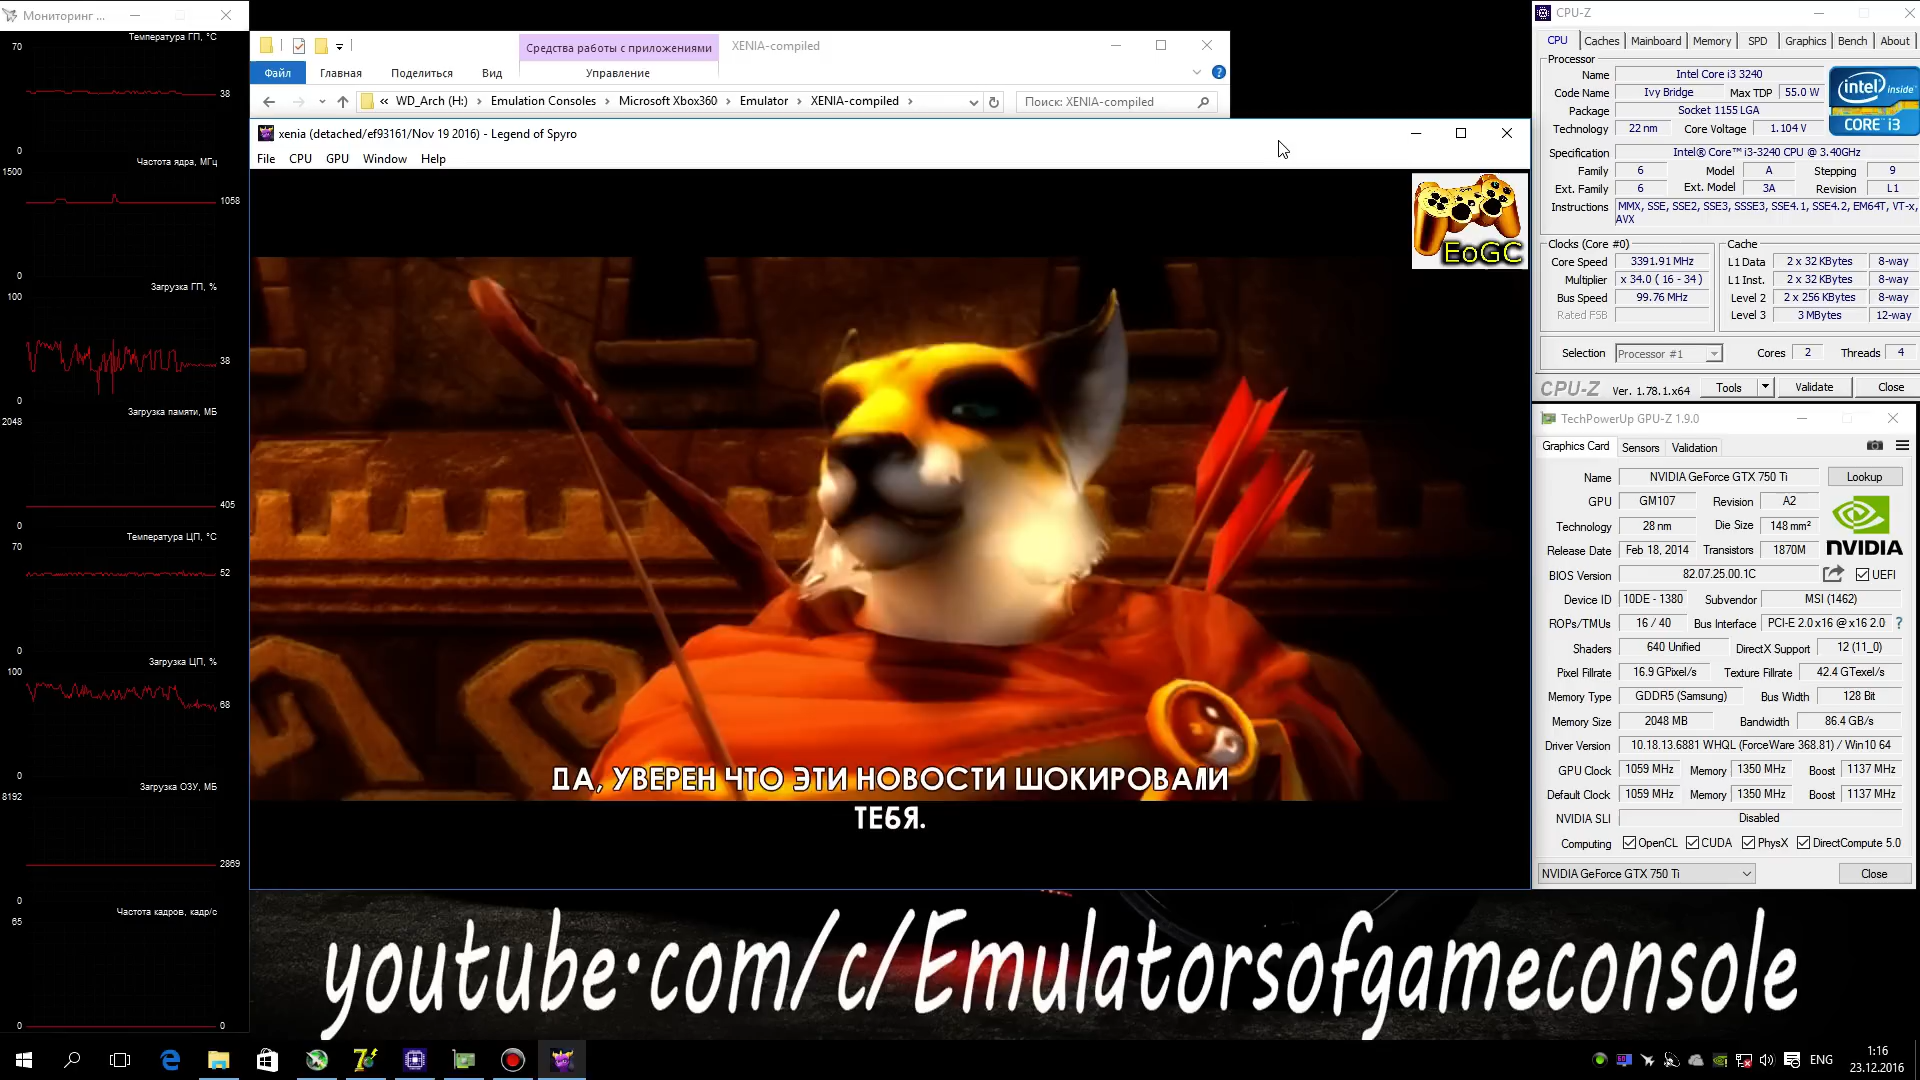 Мониторинг ...
Температура ГП, °C
70
38
0
Частота ядра, МГц
1500
1058
0
Загрузка ГП, %
100
38
0
Загрузка памяти, МБ
2048
405
0
Температура ЦП, °C
70
52
0
Загрузка ЦП, %
100
68
0
Загрузка ОЗУ, МБ
8192
2869
0
Частота кадров, кадр/с
65
0
0
Средства работы с приложениями
XENIA-compiled
Файл Главная Поделиться Вид Управление
« WD_Arch (H:) Emulation Consoles Microsoft Xbox360 Emulator XENIA-compiled
Поиск: XENIA-compiled
xenia (detached/ef93161/Nov 19 2016) - Legend of Spyro
File CPU GPU Window Help
EoGC
ДА, УВЕРЕН ЧТО ЭТИ НОВОСТИ ШОКИРОВАЛИ
ТЕБЯ.
CPU-Z
CPU Caches Mainboard Memory SPD Graphics Bench About
Processor
Name Intel Core i3 3240
Code Name Ivy Bridge Max TDP 55.0 W
Package Socket 1155 LGA
Technology 22 nm Core Voltage 1.104 V
intel inside™
CORE i3
Specification Intel® Core™ i3-3240 CPU @ 3.40GHz
Family 6 Model A Stepping 9
Ext. Family 6 Ext. Model 3A Revision L1
Instructions MMX, SSE, SSE2, SSE3, SSSE3, SSE4.1, SSE4.2, EM64T, VT-x,
AVX
Clocks (Core #0) Cache
Core Speed 3391.91 MHz L1 Data 2 x 32 KBytes 8-way
Multiplier x 34.0 ( 16 - 34 ) L1 Inst. 2 x 32 KBytes 8-way
Bus Speed 99.76 MHz Level 2 2 x 256 KBytes 8-way
Rated FSB Level 3 3 MBytes 12-way
Selection Processor #1 Cores 2 Threads 4
CPU-Z Ver. 1.78.1.x64 Tools Validate Close
TechPowerUp GPU-Z 1.9.0
Graphics Card Sensors Validation
Name NVIDIA GeForce GTX 750 Ti Lookup
GPU GM107 Revision A2
Technology 28 nm Die Size 148 mm²
Release Date Feb 18, 2014 Transistors 1870M
NVIDIA
BIOS Version 82.07.25.00.1C UEFI
Device ID 10DE - 1380 Subvendor MSI (1462)
ROPs/TMUs 16 / 40 Bus Interface PCI-E 2.0 x16 @ x16 2.0 ?
Shaders 640 Unified DirectX Support 12 (11_0)
Pixel Fillrate 16.9 GPixel/s Texture Fillrate 42.4 GTexel/s
Memory Type GDDR5 (Samsung) Bus Width 128 Bit
Memory Size 2048 MB Bandwidth 86.4 GB/s
Driver Version 10.18.13.6881 WHQL (ForceWare 368.81) / Win10 64
GPU Clock 1059 MHz Memory 1350 MHz Boost 1137 MHz
Default Clock 1059 MHz Memory 1350 MHz Boost 1137 MHz
NVIDIA SLI Disabled
Computing OpenCL CUDA PhysX DirectCompute 5.0
NVIDIA GeForce GTX 750 Ti Close
youtube.com/c/Emulatorsofgameconsole
ENG
1:16
23.12.2016